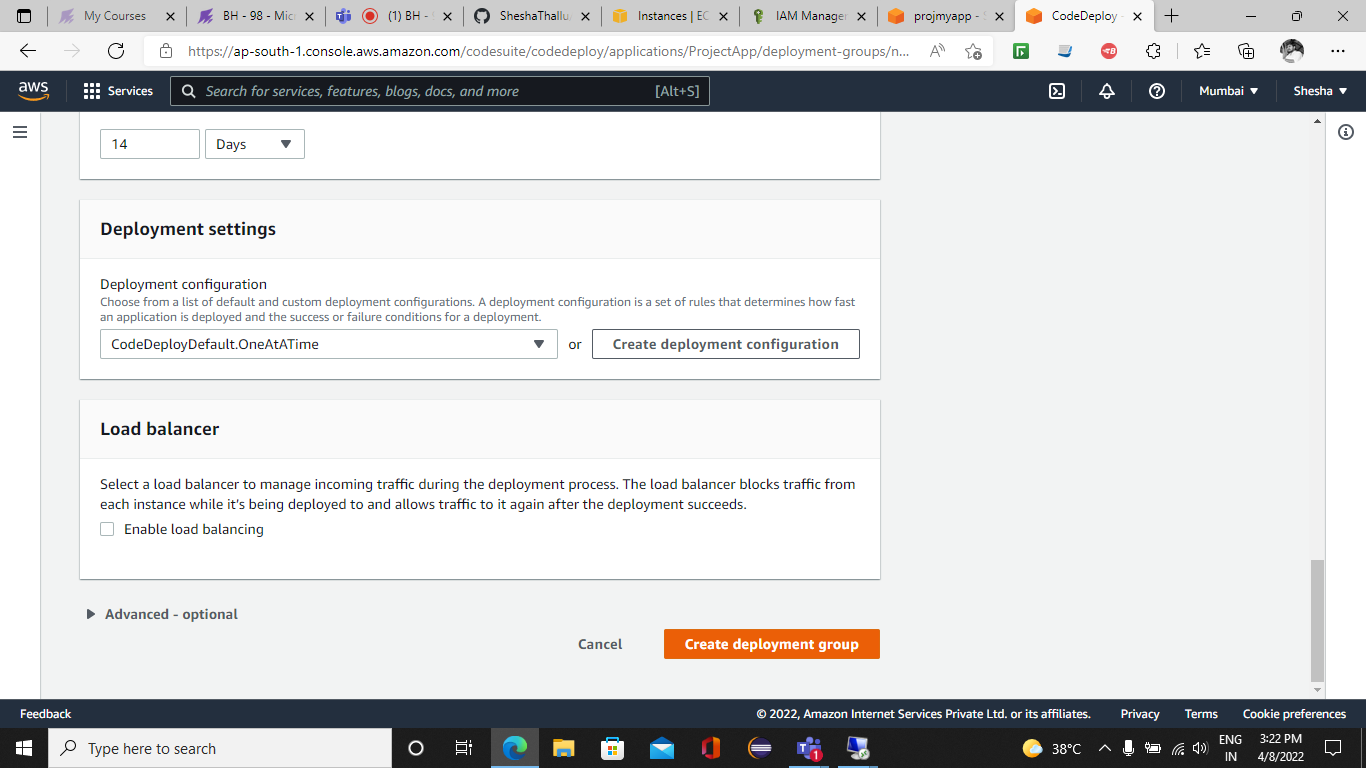 My Courses
BH - 98 - Mic
(1) BH -
SheshaThallu
Instances | EC
IAM Manager
projmyapp - S
CodeDeploy -
https://ap-south-1.console.aws.amazon.com/codesuite/codedeploy/applications/ProjectApp/deployment-groups/n...
aws
Services
Search for services, features, blogs, docs, and more
[Alt+S]
Mumbai
Shesha
14
Days
Deployment settings
Deployment configuration
Choose from a list of default and custom deployment configurations. A deployment configuration is a set of rules that determines how fast
an application is deployed and the success or failure conditions for a deployment.
CodeDeployDefault.OneAtATime
or
Create deployment configuration
Load balancer
Select a load balancer to manage incoming traffic during the deployment process. The load balancer blocks traffic from
each instance while it's being deployed to and allows traffic to it again after the deployment succeeds.
Enable load balancing
Advanced - optional
Cancel
Create deployment group
Feedback
© 2022, Amazon Internet Services Private Ltd. or its affiliates.
Privacy
Terms
Cookie preferences
Type here to search
1
38°C
ENG
IN
3:22 PM
4/8/2022